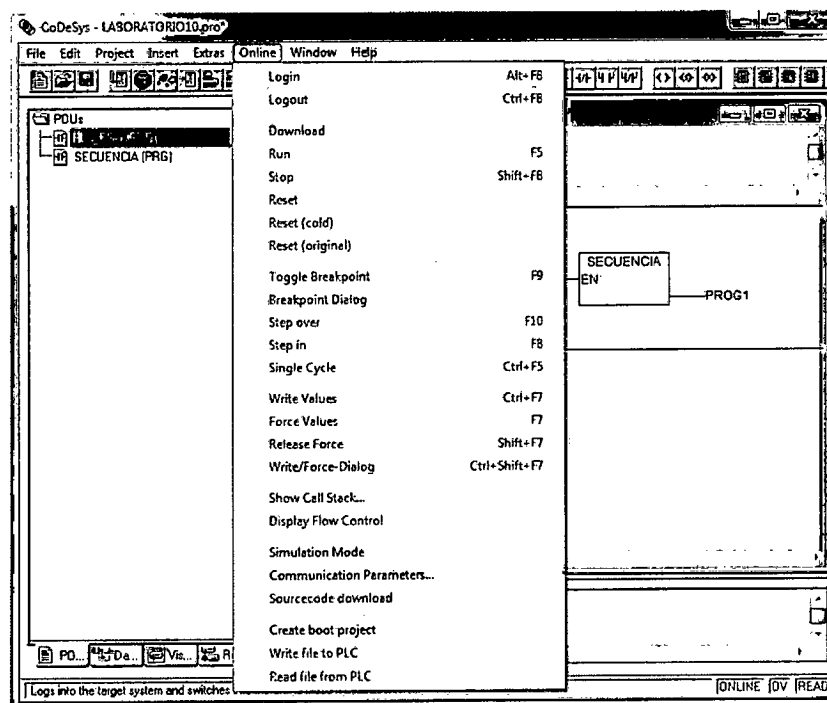 CoDeSys - LABORATORIO10.pro*
File Edit Project Insert Extras Online Window Help
Login Alt+F8
Logout Ctrl+F8
Download
Run F5
Stop Shift+F8
Reset
Reset (cold)
Reset (original)
Toggle Breakpoint F9
Breakpoint Dialog
Step over F10
Step in F8
Single Cycle Ctrl+F5
Write Values Ctrl+F7
Force Values F7
Release Force Shift+F7
Write/Force-Dialog Ctrl+Shift+F7
Show Call Stack...
Display Flow Control
Simulation Mode
Communication Parameters...
Sourcecode download
Create boot project
Write file to PLC
Read file from PLC
POUs
SECUENCIA (PRG)
SECUENCIA
EN
PROG1
PO... Da... Vis... R
Logs into the target system and switches
ONLINE OV READ